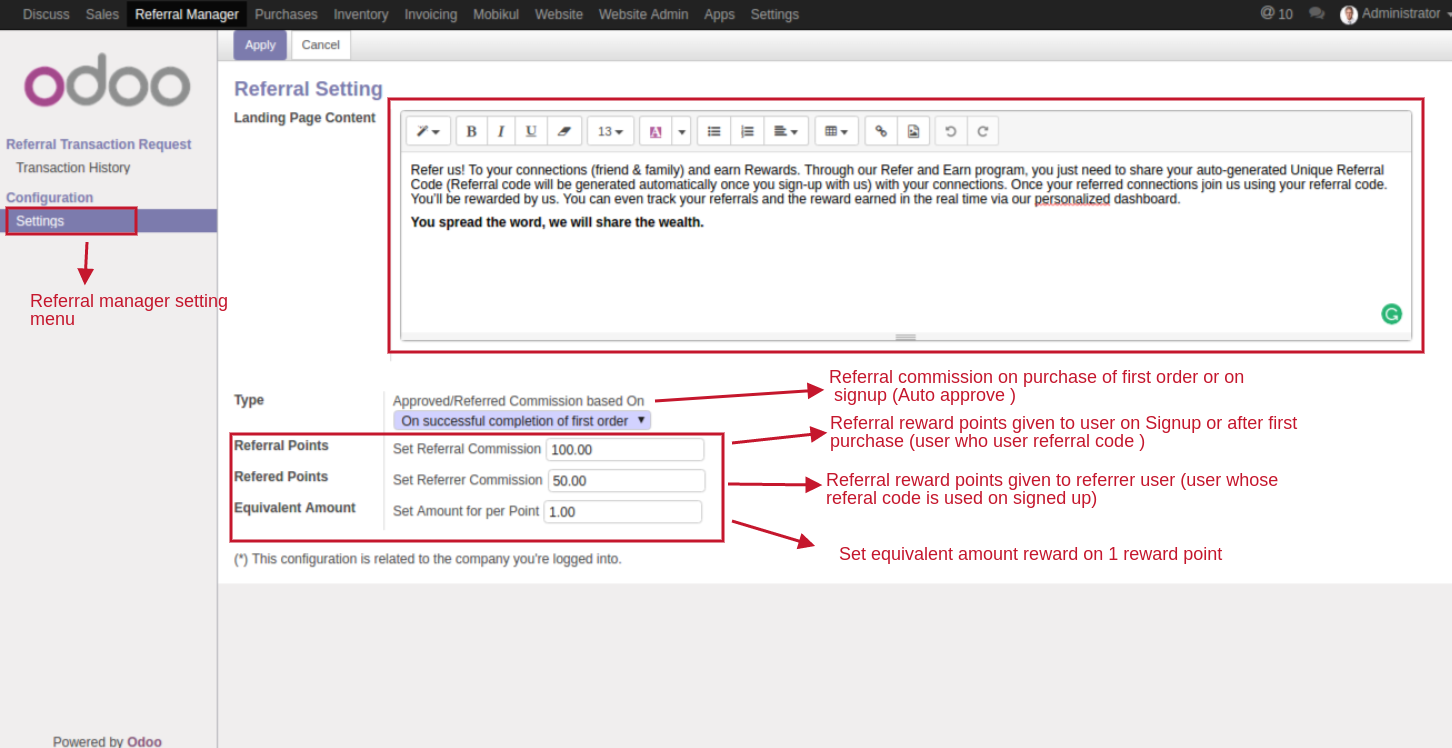 Discuss Sales Referral Manager Purchases Inventory Invoicing Mobikul Website Website Admin Apps Settings @ 10 Administrator
Apply Cancel
odoo
Referral Setting
Landing Page Content
Referral Transaction Request
Transaction History
Configuration
Settings
Referral manager setting
menu
B I U 13 A
Refer us! To your connections (friend & family) and earn Rewards. Through our Refer and Earn program, you just need to share your auto-generated Unique Referral
Code (Referral code will be generated automatically once you sign-up with us) with your connections. Once your referred connections join us using your referral code.
You'll be rewarded by us. You can even track your referrals and the reward earned in the real time via our personalized dashboard.
You spread the word, we will share the wealth.
Type
Approved/Referred Commission based On
On successful completion of first order
Referral commission on purchase of first order or on
signup (Auto approve )
Referral Points Set Referral Commission 100.00
Referral reward points given to user on Signup or after first
purchase (user who user referral code )
Refered Points Set Referrer Commission 50.00
Referral reward points given to referrer user (user whose
referal code is used on signed up)
Equivalent Amount Set Amount for per Point 1.00
Set equivalent amount reward on 1 reward point
(*) This configuration is related to the company you're logged into.
Powered by Odoo